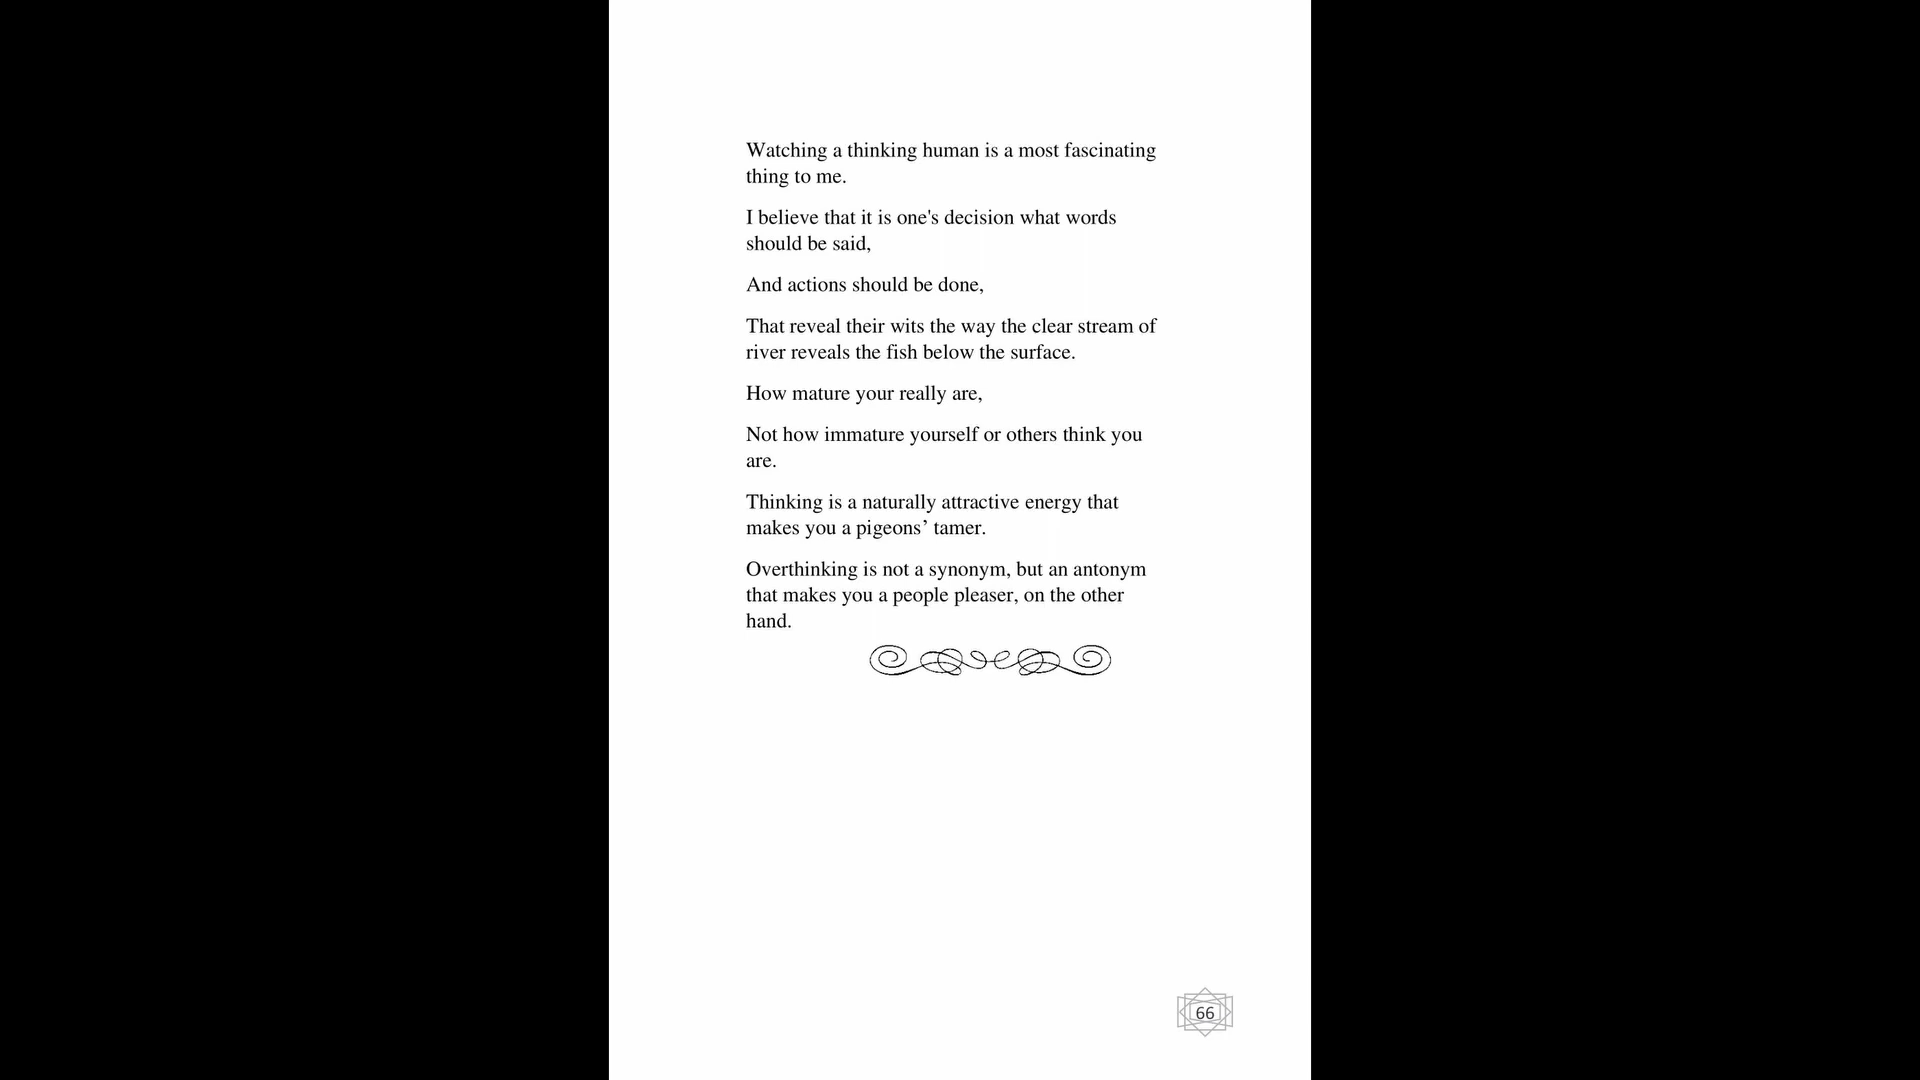 Watching a thinking human is a most fascinating
thing to me.
I believe that it is one's decision what words
should be said,
And actions should be done,
That reveal their wits the way the clear stream of
river reveals the fish below the surface.
How mature your really are,
Not how immature yourself or others think you
are.
Thinking is a naturally attractive energy that
makes you a pigeons’ tamer.
Overthinking is not a synonym, but an antonym
that makes you a people pleaser, on the other
hand.
66